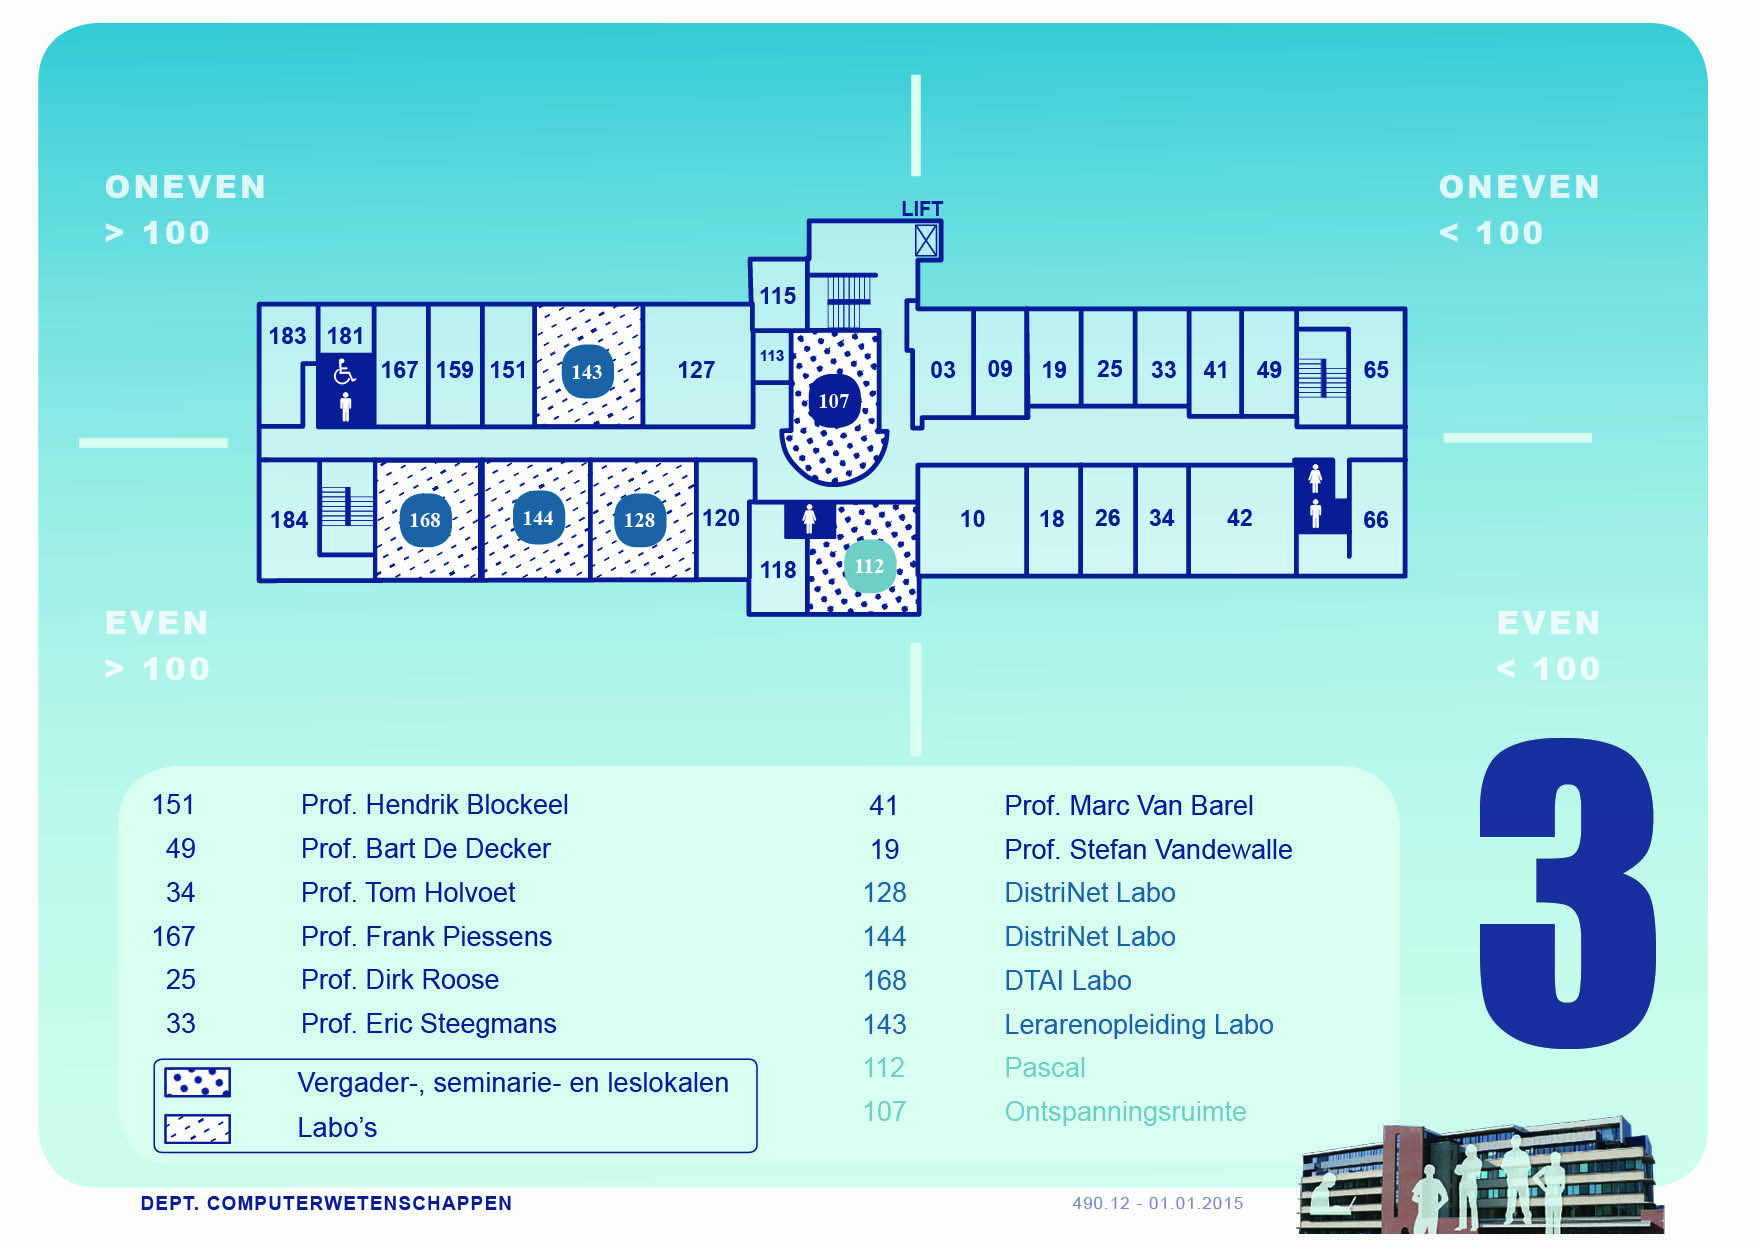 ONEVEN
> 100
ONEVEN
< 100
LIFT
115
183
181
167
159
151
143
127
113
107
03
09
19
25
33
41
49
65
184
168
144
128
120
118
112
10
18
26
34
42
66
EVEN
> 100
EVEN
< 100
3
151 Prof. Hendrik Blockeel
49 Prof. Bart De Decker
34 Prof. Tom Holvoet
167 Prof. Frank Piessens
25 Prof. Dirk Roose
33 Prof. Eric Steegmans
Vergader-, seminarie- en leslokalen
Labo's
41 Prof. Marc Van Barel
19 Prof. Stefan Vandewalle
128 DistriNet Labo
144 DistriNet Labo
168 DTAI Labo
143 Lerarenopleiding Labo
112 Pascal
107 Ontspanningsruimte
DEPT. COMPUTERWETENSCHAPPEN
490.12 - 01.01.2015